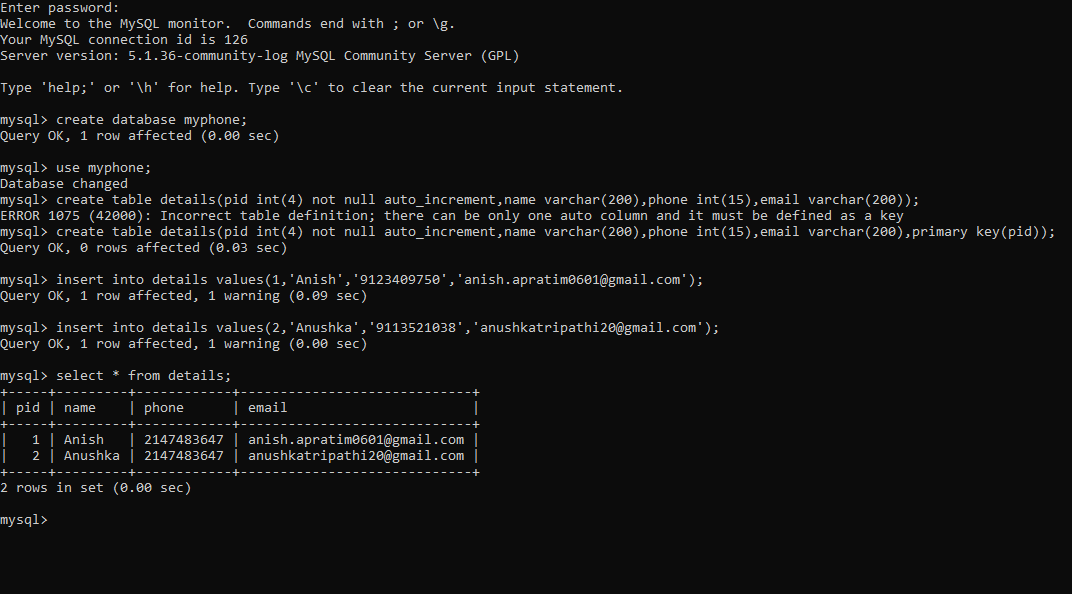 Enter password:
Welcome to the MySQL monitor.  Commands end with ; or \g.
Your MySQL connection id is 126
Server version: 5.1.36-community-log MySQL Community Server (GPL)

Type 'help;' or '\h' for help. Type '\c' to clear the current input statement.

mysql> create database myphone;
Query OK, 1 row affected (0.00 sec)

mysql> use myphone;
Database changed
mysql> create table details(pid int(4) not null auto_increment,name varchar(200),phone int(15),email varchar(200));
ERROR 1075 (42000): Incorrect table definition; there can be only one auto column and it must be defined as a key
mysql> create table details(pid int(4) not null auto_increment,name varchar(200),phone int(15),email varchar(200),primary key(pid));
Query OK, 0 rows affected (0.03 sec)

mysql> insert into details values(1,'Anish','9123409750','anish.apratim0601@gmail.com');
Query OK, 1 row affected, 1 warning (0.09 sec)

mysql> insert into details values(2,'Anushka','9113521038','anushkatripathi20@gmail.com');
Query OK, 1 row affected, 1 warning (0.00 sec)

mysql> select * from details;
+-----+---------+------------+-----------------------------+
| pid | name    | phone      | email                       |
+-----+---------+------------+-----------------------------+
|   1 | Anish   | 2147483647 | anish.apratim0601@gmail.com |
|   2 | Anushka | 2147483647 | anushkatripathi20@gmail.com |
+-----+---------+------------+-----------------------------+
2 rows in set (0.00 sec)

mysql>